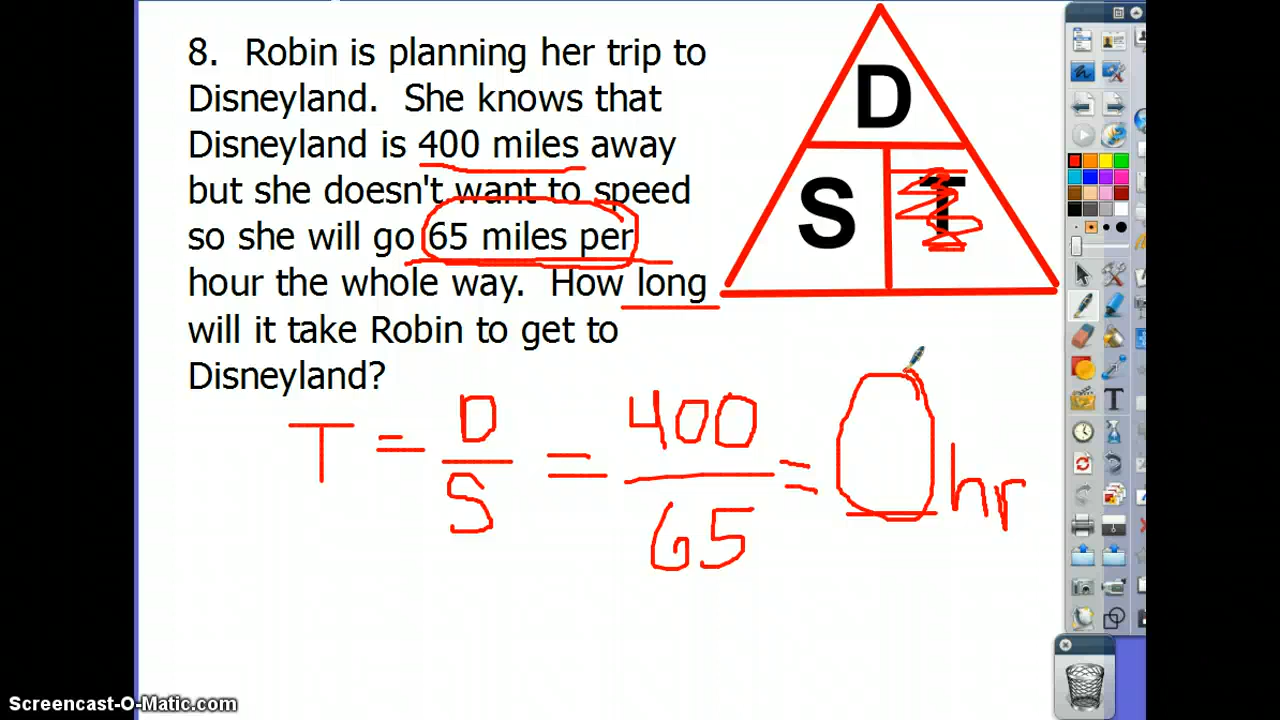 8. Robin is planning her trip to
Disneyland. She knows that
Disneyland is 400 miles away
but she doesn't want to speed
so she will go 65 miles per
hour the whole way. How long
will it take Robin to get to
Disneyland?
D
S T
T = D/S = 400/65 = hr
T
Screencast-O-Matic.com